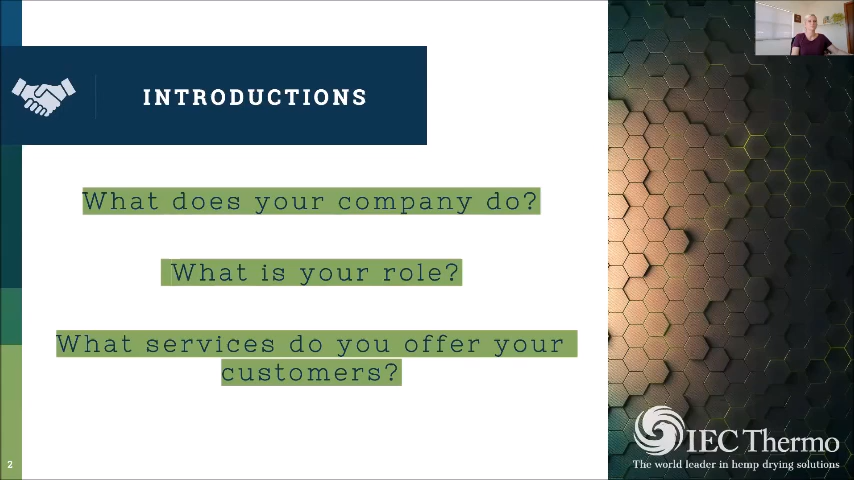 INTRODUCTIONS
What does your company do?
What is your role?
What services do you offer your
customers?
IEC Thermo
The world leader in hemp drying solutions
2